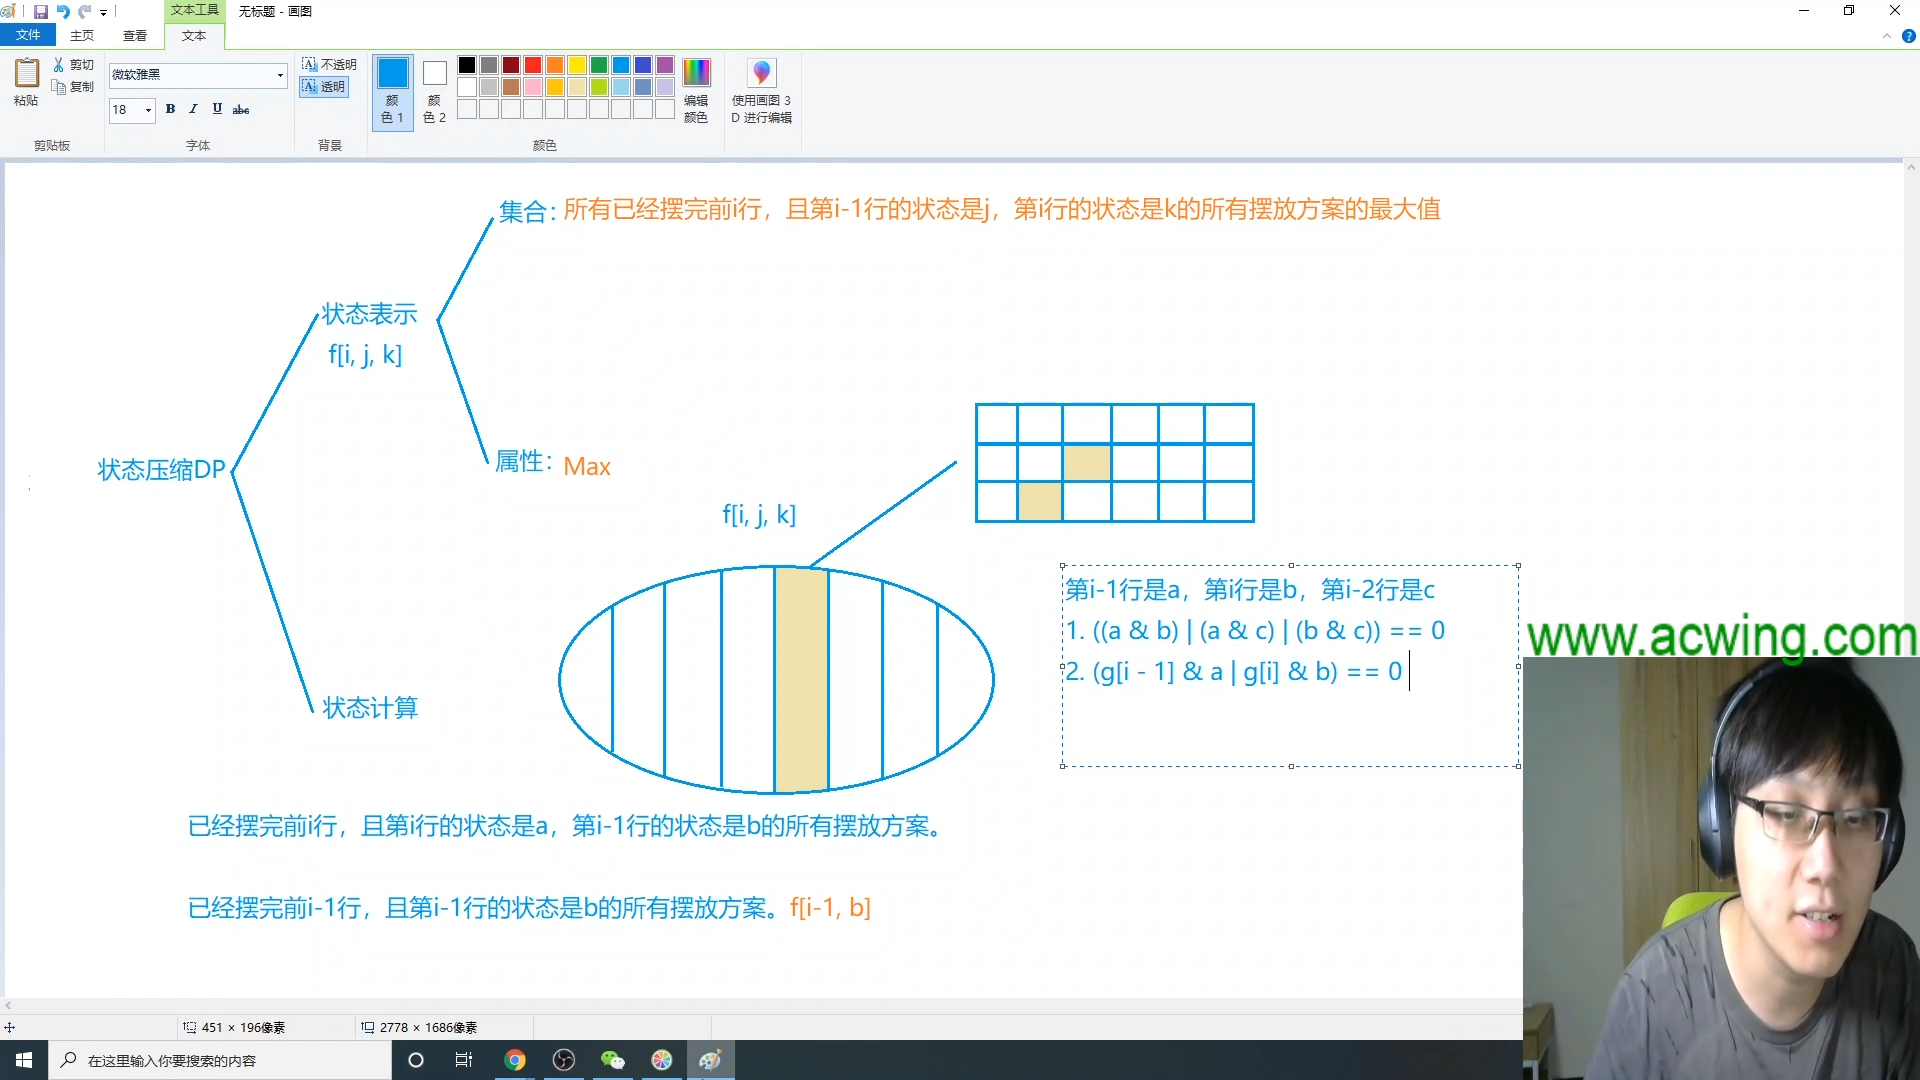 文本工具
无标题 - 画图
文件
主页
查看
文本
粘贴
剪切
复制
剪贴板
微软雅黑
18
B I U abc
字体
不透明
透明
背景
颜
色 1
颜
色 2
颜色
编辑
颜色
使用画图 3
D 进行编辑
集合：所有已经摆完前i行，且第i-1行的状态是j，第i行的状态是k的所有摆放方案的最大值
状态表示
f[i, j, k]
状态压缩DP
属性：Max
f[i, j, k]
第i-1行是a，第i行是b，第i-2行是c
1. ((a & b) | (a & c) | (b & c)) == 0
2. (g[i - 1] & a | g[i] & b) == 0
www.acwing.com
状态计算
已经摆完前i行，且第i行的状态是a，第i-1行的状态是b的所有摆放方案。
已经摆完前i-1行，且第i-1行的状态是b的所有摆放方案。f[i-1, b]
451 × 196像素
2778 × 1686像素
在这里输入你要搜索的内容